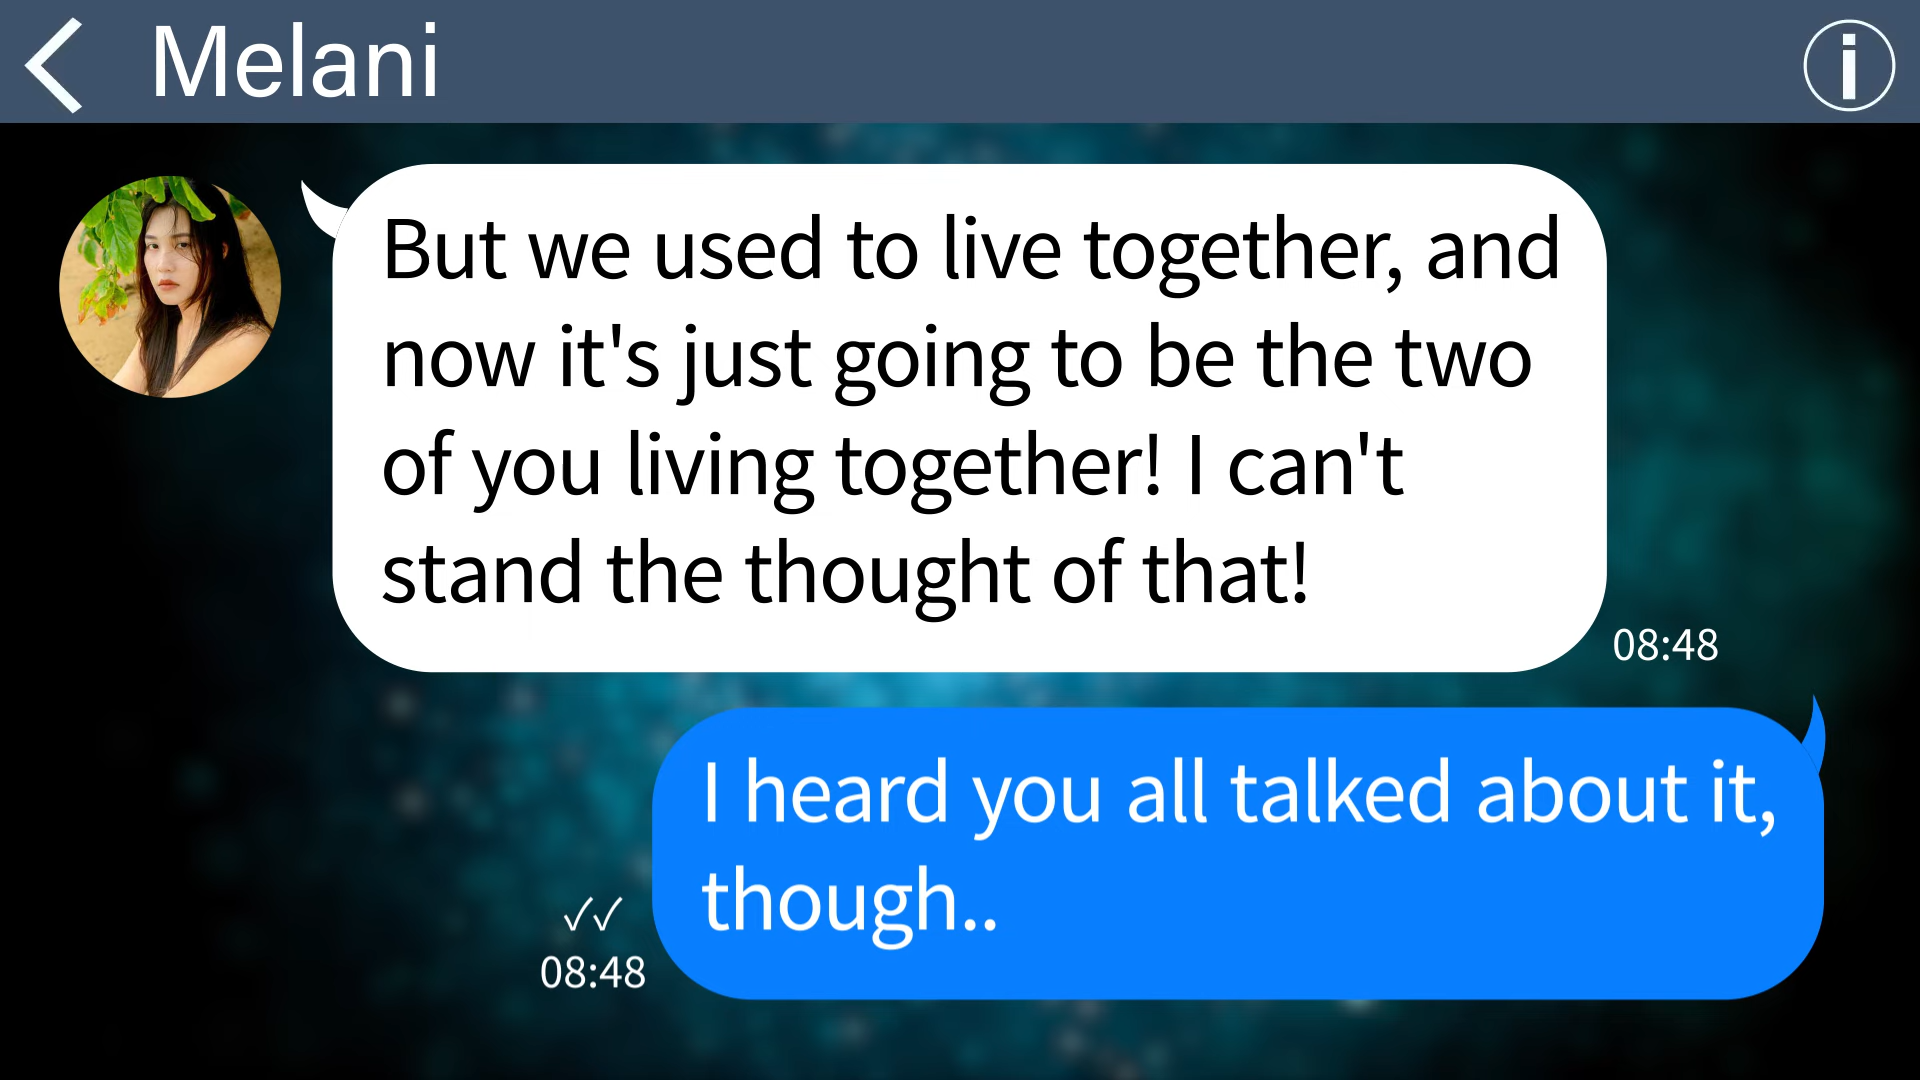 Melani
But we used to live together, and
now it's just going to be the two
of you living together! I can't
stand the thought of that!
08:48
I heard you all talked about it,
though..
✓✓
08:48